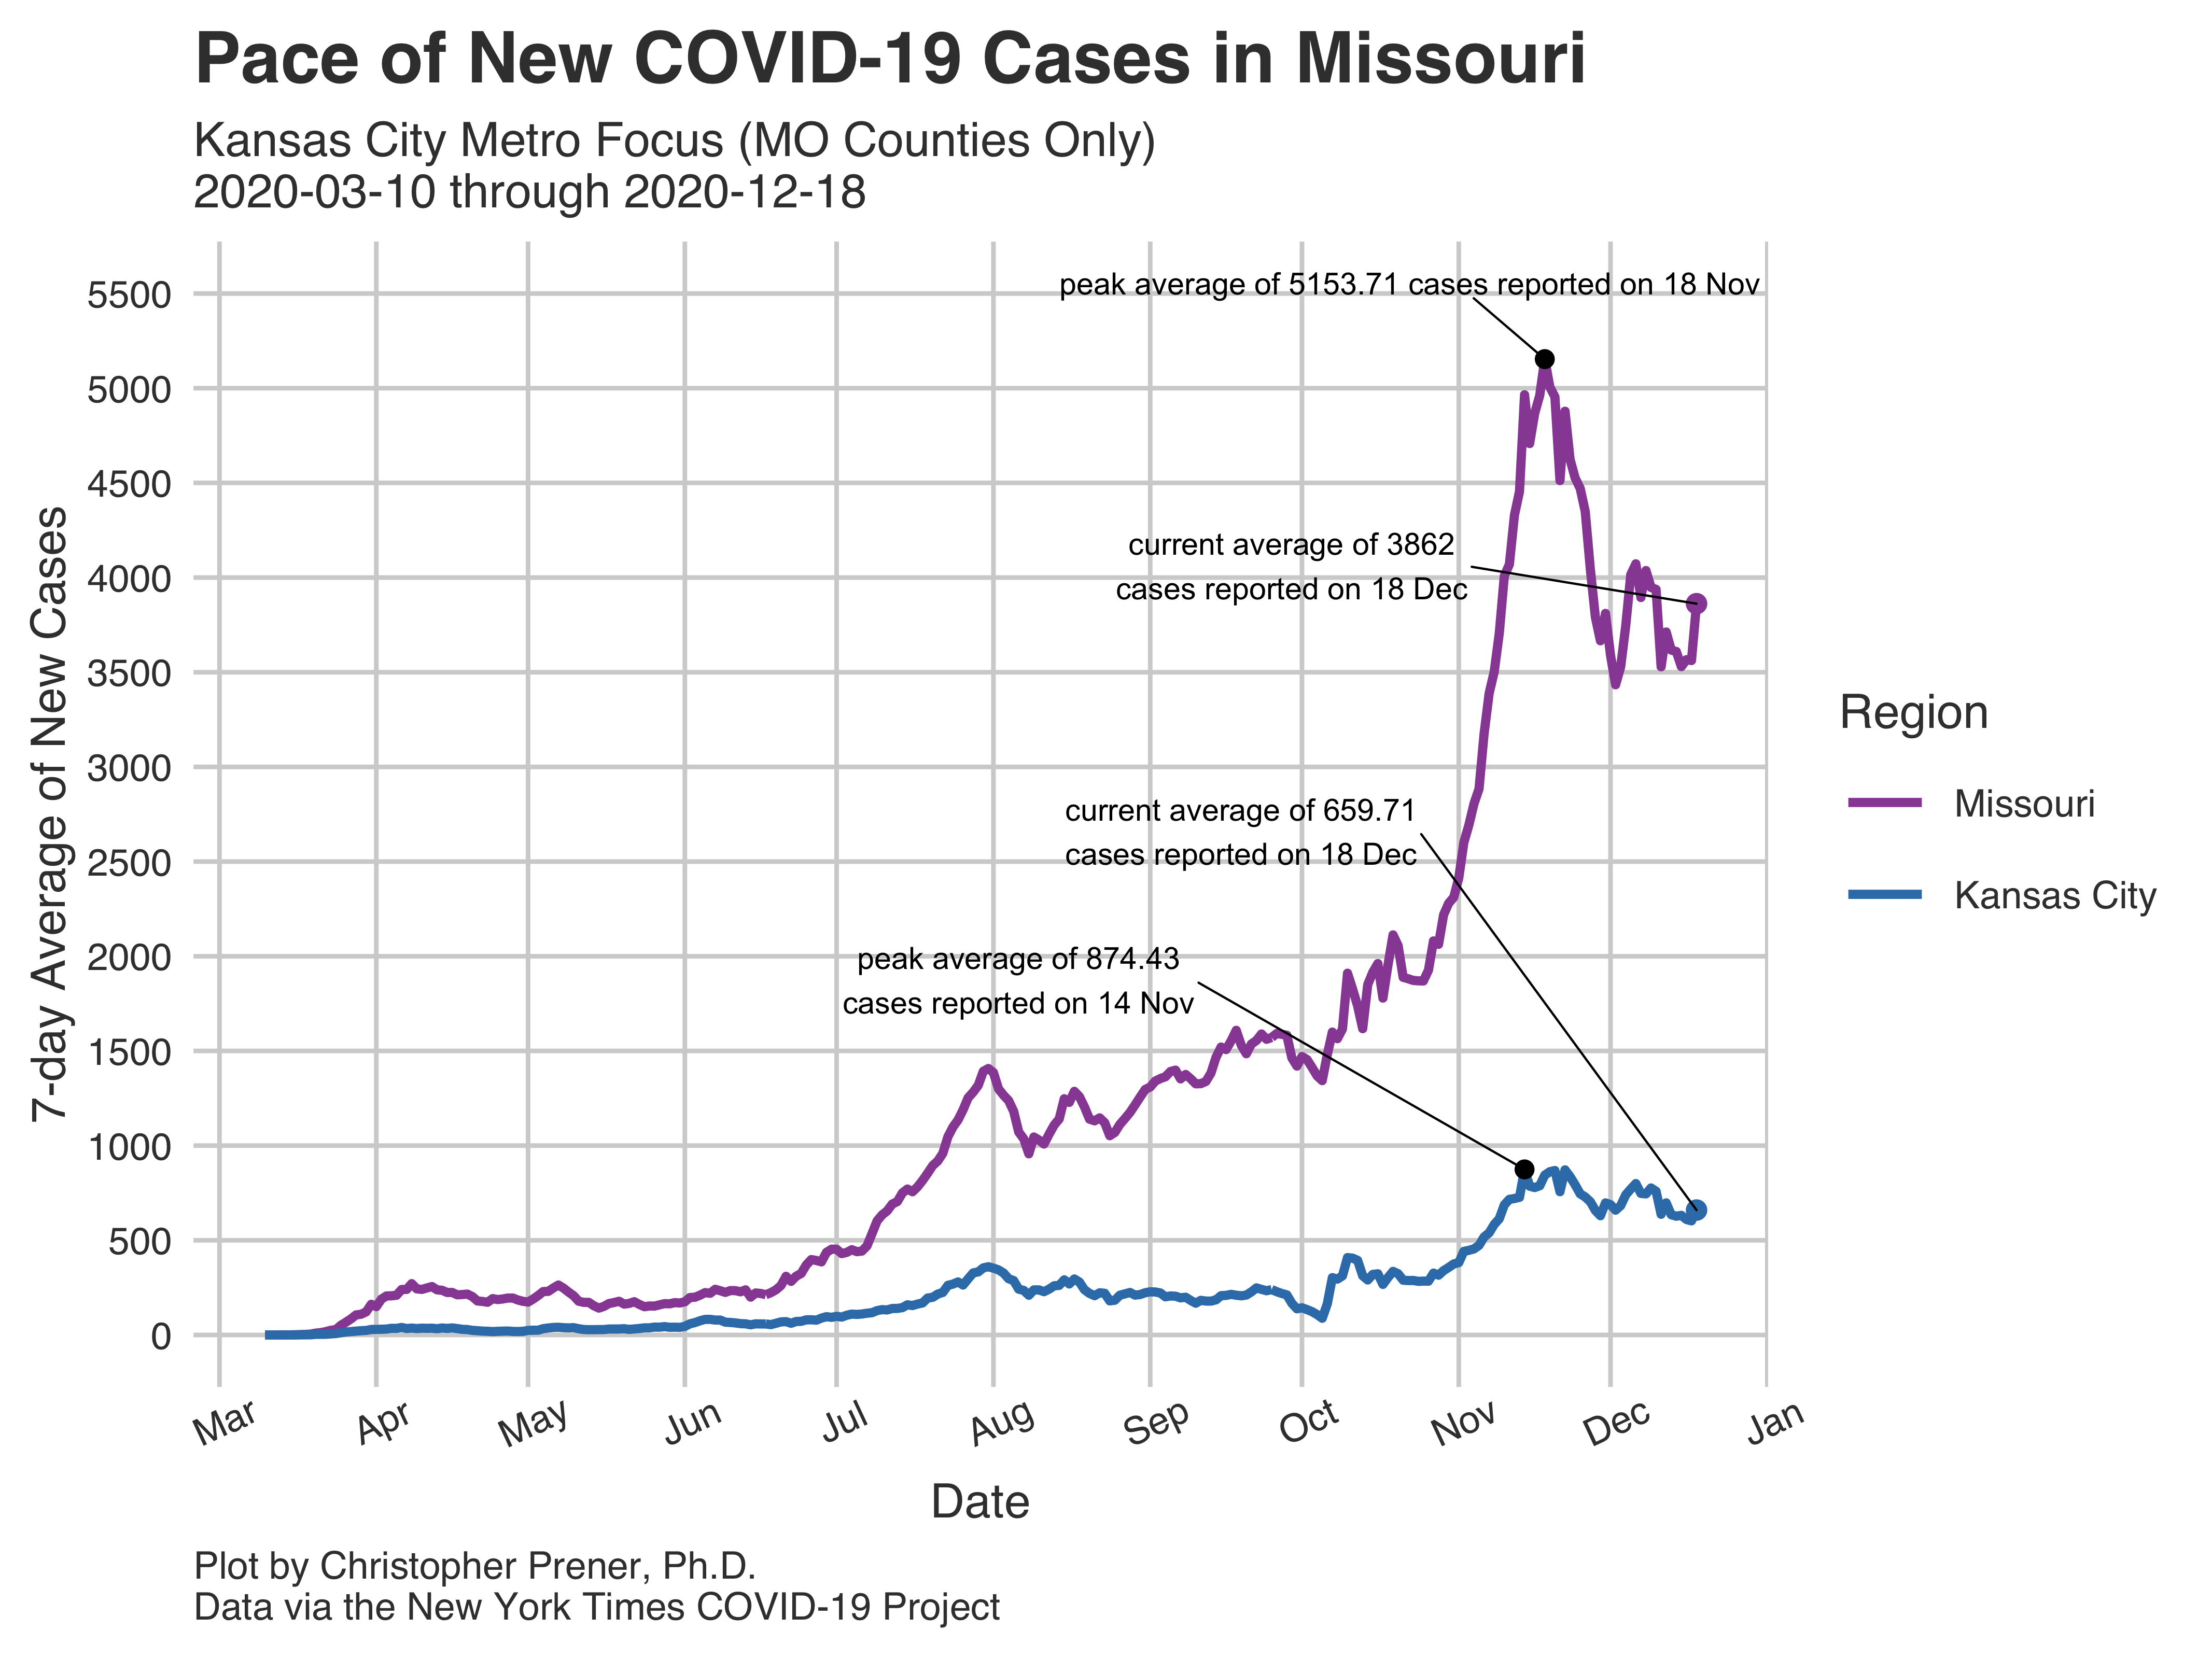 Pace of New COVID-19 Cases in Missouri
Kansas City Metro Focus (MO Counties Only)
2020-03-10 through 2020-12-18
7-day Average of New Cases
5500
5000
4500
4000
3500
3000
2500
2000
1500
1000
500
0
peak average of 5153.71 cases reported on 18 Nov
current average of 3862
cases reported on 18 Dec
current average of 659.71
cases reported on 18 Dec
peak average of 874.43
cases reported on 14 Nov
Region
Missouri
Kansas City
Mar Apr May Jun Jul Aug Sep Oct Nov Dec Jan
Date
Plot by Christopher Prener, Ph.D.
Data via the New York Times COVID-19 Project